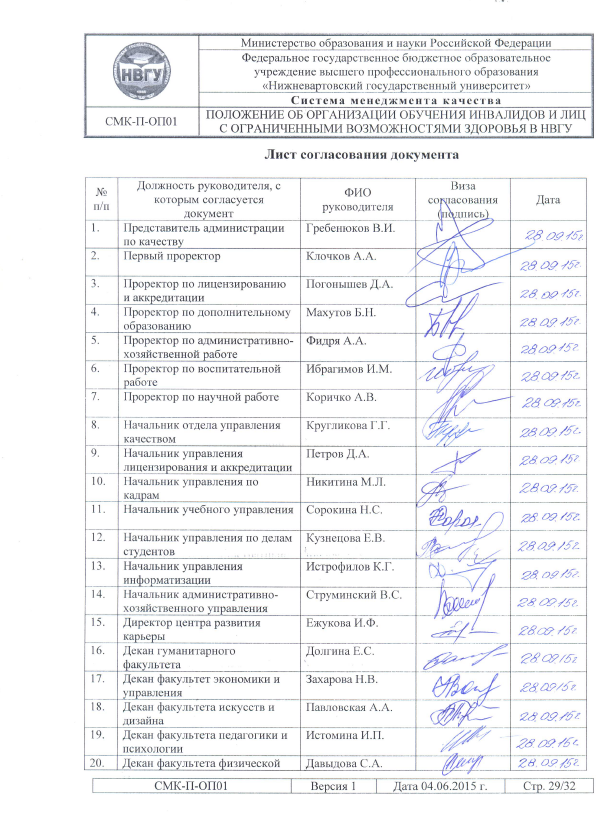 НВГУ
Министерство образования и науки Российской Федерации
Федеральное государственное бюджетное образовательное
учреждение высшего профессионального образования
«Нижневартовский государственный университет»
Система менеджмента качества
СМК-П-ОП01
ПОЛОЖЕНИЕ ОБ ОРГАНИЗАЦИИ ОБУЧЕНИЯ ИНВАЛИДОВ И ЛИЦ
С ОГРАНИЧЕННЫМИ ВОЗМОЖНОСТЯМИ ЗДОРОВЬЯ В НВГУ
Лист согласования документа
№
п/п
Должность руководителя, с
которым согласуется
документ
ФИО
руководителя
Виза
согласования
(подпись)
Дата
1. Представитель администрации Гребенюков В.И. 28.09.15г.
по качеству
2. Первый проректор Клочков А.А. 28.09.15г.
3. Проректор по лицензированию Погонышев Д.А. 28.09.15г.
и аккредитации
4. Проректор по дополнительному Махутов Б.Н. 28.09.15г.
образованию
5. Проректор по административно- Фидря А.А. 28.09.15г.
хозяйственной работе
6. Проректор по воспитательной Ибрагимов И.М. 28.09.15г.
работе
7. Проректор по научной работе Коричко А.В. 28.09.15г.
8. Начальник отдела управления Кругликова Г.Г. 28.09.15г.
качеством
9. Начальник управления Петров Д.А. 28.09.15г.
лицензирования и аккредитации
10. Начальник управления по Никитина М.Л. 28.09.15г.
кадрам
11. Начальник учебного управления Сорокина Н.С. 28.09.15г.
12. Начальник управления по делам Кузнецова Е.В. 28.09.15г.
студентов
13. Начальник управления Истрофилов К.Г. 28.09.15г.
информатизации
14. Начальник административно- Струминский В.С. 28.09.15г.
хозяйственного управления
15. Директор центра развития Ежукова И.Ф. 28.09.15г.
карьеры
16. Декан гуманитарного Долгина Е.С. 28.0915г.
факультета
17. Декан факультет экономики и Захарова Н.В. 28.0915г.
управления
18. Декан факультета искусств и Павловская А.А. 28.09.15г.
дизайна
19. Декан факультета педагогики и Истомина И.П. 28.09.15г.
психологии
20. Декан факультета физической Давыдова С.А. 28.09.15г.
СМК-П-ОП01 Версия 1 Дата 04.06.2015 г. Стр. 29/32